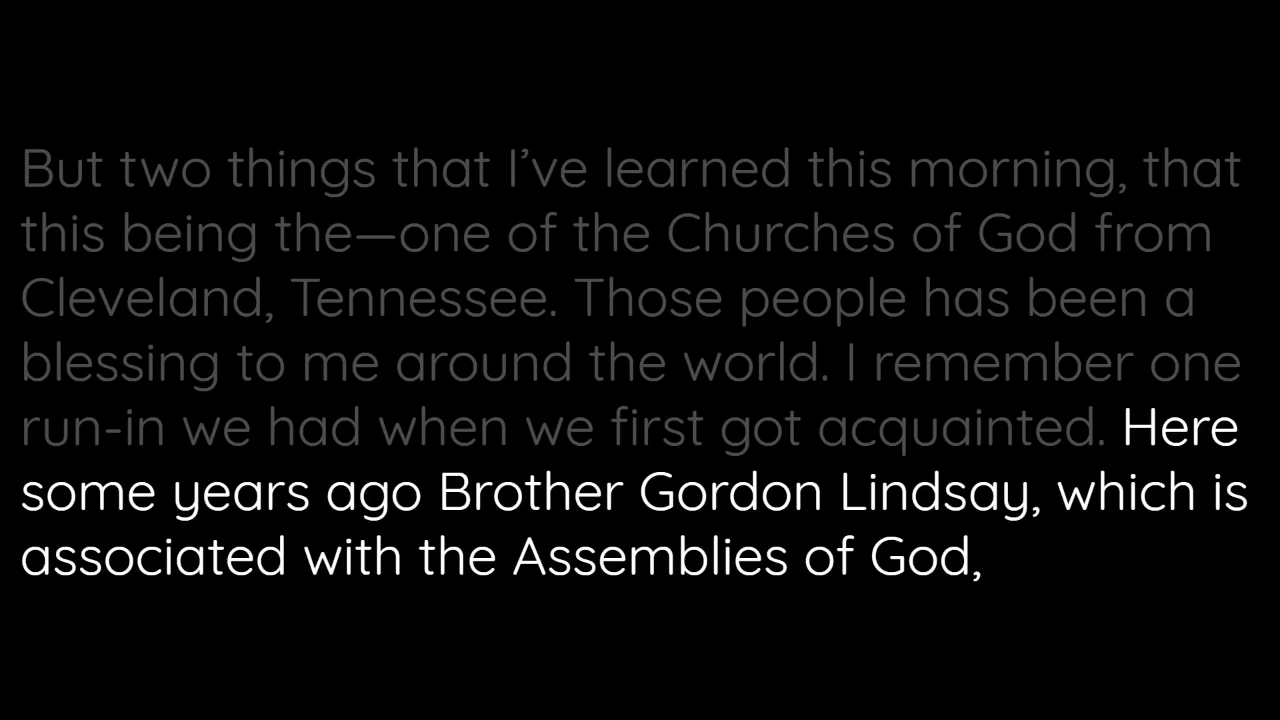 But two things that I’ve learned this morning, that
this being the—one of the Churches of God from
Cleveland, Tennessee. Those people has been a
blessing to me around the world. I remember one
run-in we had when we first got acquainted. Here
some years ago Brother Gordon Lindsay, which is
associated with the Assemblies of God,